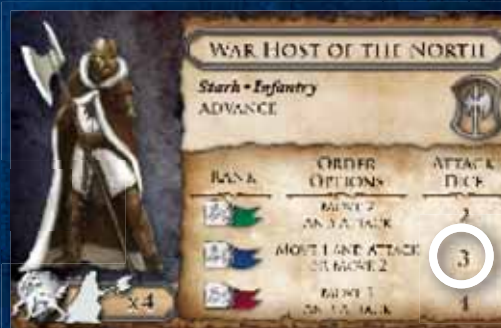 WAR HOST OF THE NORTH
Stark • Infantry
ADVANCE
RANK
ORDER OPTIONS
ATTACK DICE
MOVE 2 AND ATTACK
2
MOVE 1 AND ATTACK OR MOVE 2
3
AND ATTACK
4
x4